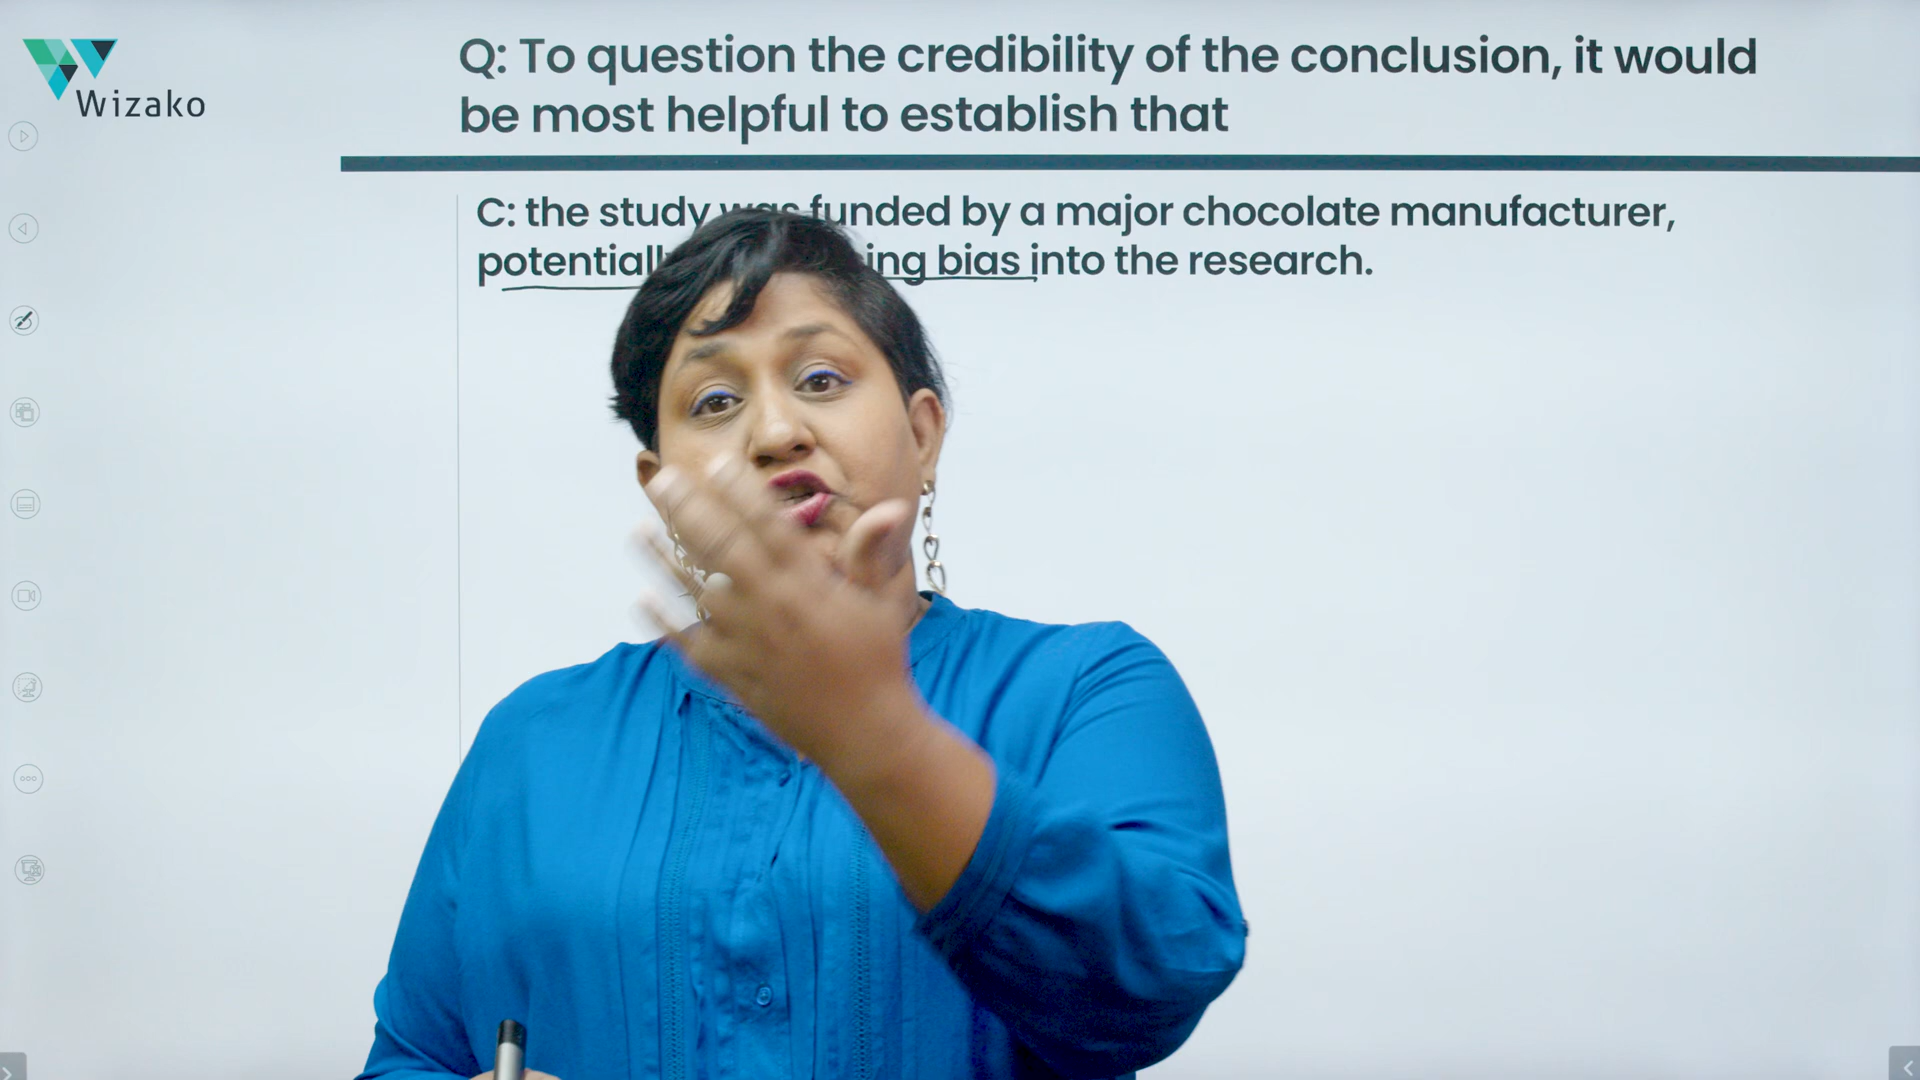 Wizako
Q: To question the credibility of the conclusion, it would
be most helpful to establish that
C: the study was funded by a major chocolate manufacturer,
bias into the research.